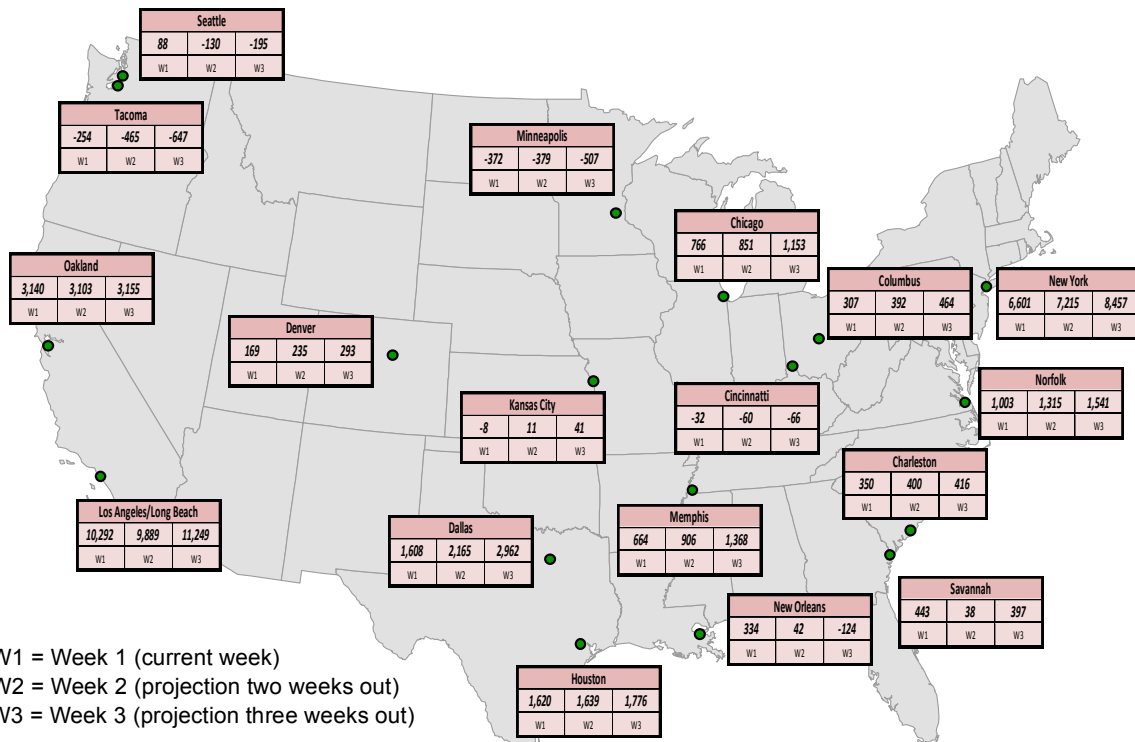 Seattle
88 -130 -195
W1 W2 W3
Tacoma
-254 -465 -647
W1 W2 W3
Minneapolis
-372 -379 -507
W1 W2 W3
Chicago
766 851 1,153
W1 W2 W3
Oakland
3,140 3,103 3,155
W1 W2 W3
Columbus
307 392 464
W1 W2 W3
New York
6,601 7,215 8,457
W1 W2 W3
Denver
169 235 293
W1 W2 W3
Norfolk
1,003 1,315 1,541
W1 W2 W3
Cincinnatti
-32 -60 -66
W1 W2 W3
Kansas City
-8 11 41
W1 W2 W3
Charleston
350 400 416
W1 W2 W3
Los Angeles/Long Beach
10,292 9,889 11,249
W1 W2 W3
Memphis
664 906 1,368
W1 W2 W3
Dallas
1,608 2,165 2,962
W1 W2 W3
Savannah
443 38 397
W1 W2 W3
New Orleans
334 42 -124
W1 W2 W3
Houston
1,620 1,639 1,776
W1 W2 W3
W1 = Week 1 (current week)
W2 = Week 2 (projection two weeks out)
W3 = Week 3 (projection three weeks out)